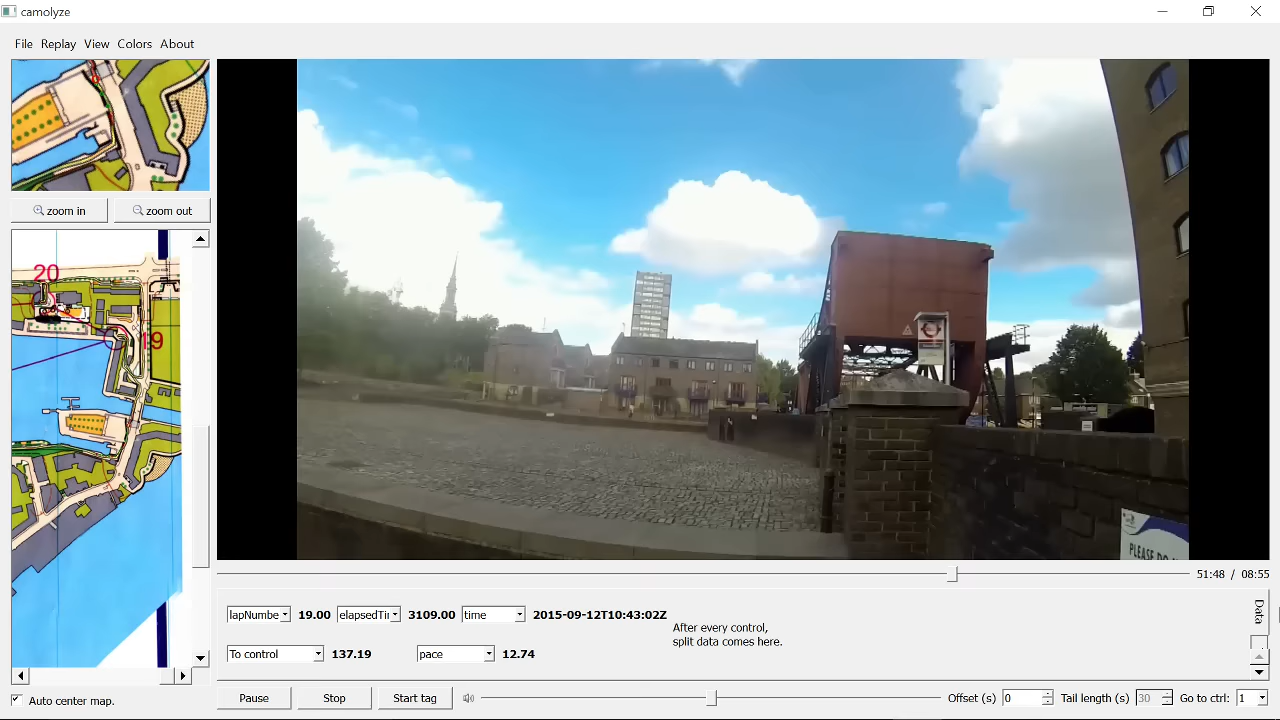 camolyze
File Replay View Colors About
zoom in zoom out
20
19
PLEASE DO
51:48 / 08:55
lapNumbe 19.00 elapsedTi 3109.00 time 2015-09-12T10:43:02Z
After every control,
split data comes here.
To control 137.19 pace 12.74
Data
Auto center map.
Pause Stop Start tag Offset (s) 0 Tail length (s) 30 Go to ctrl: 1